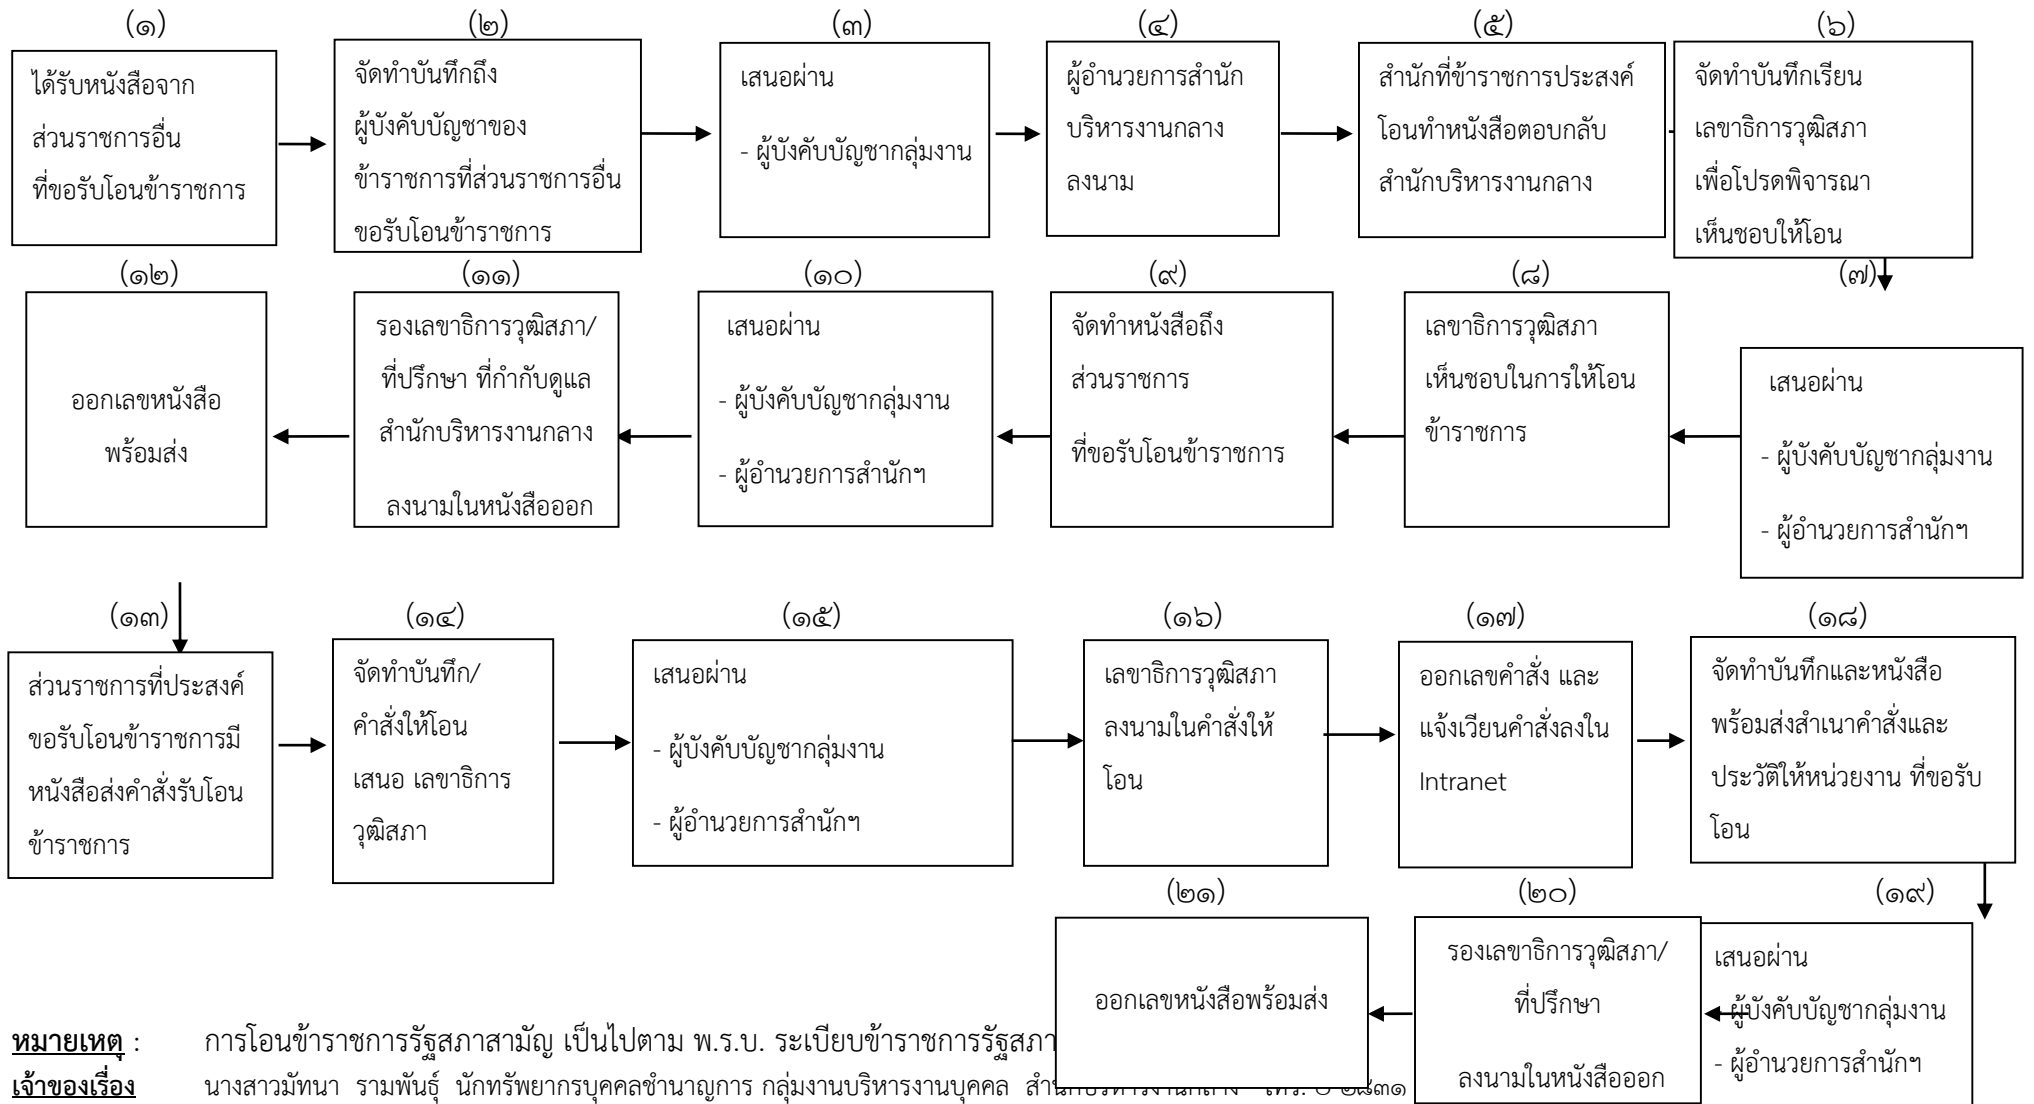 (๑)
ได้รับหนังสือจาก
ส่วนราชการอื่น
ที่ขอรับโอนข้าราชการ
(๒)
จัดทำบันทึกถึง
ผู้บังคับบัญชาของ
ข้าราชการที่ส่วนราชการอื่น
ขอรับโอนข้าราชการ
(๓)
เสนอผ่าน
- ผู้บังคับบัญชากลุ่มงาน
(๔)
ผู้อำนวยการสำนัก
บริหารงานกลาง
ลงนาม
(๕)
สำนักที่ข้าราชการประสงค์
โอนทำหนังสือตอบกลับ
สำนักบริหารงานกลาง
(๖)
จัดทำบันทึกเรียน
เลขาธิการวุฒิสภา
เพื่อโปรดพิจารณา
เห็นชอบให้โอน
(๗)
เสนอผ่าน
- ผู้บังคับบัญชากลุ่มงาน
- ผู้อำนวยการสำนักฯ
(๘)
เลขาธิการวุฒิสภา
เห็นชอบในการให้โอน
ข้าราชการ
(๙)
จัดทำหนังสือถึง
ส่วนราชการ
ที่ขอรับโอนข้าราชการ
(๑๐)
เสนอผ่าน
- ผู้บังคับบัญชากลุ่มงาน
- ผู้อำนวยการสำนักฯ
(๑๑)
รองเลขาธิการวุฒิสภา/
ที่ปรึกษา ที่กำกับดูแล
สำนักบริหารงานกลาง
ลงนามในหนังสือออก
(๑๒)
ออกเลขหนังสือ
พร้อมส่ง
(๑๓)
ส่วนราชการที่ประสงค์
ขอรับโอนข้าราชการมี
หนังสือส่งคำสั่งรับโอน
ข้าราชการ
(๑๔)
จัดทำบันทึก/
คำสั่งให้โอน
เสนอ เลขาธิการ
วุฒิสภา
(๑๕)
เสนอผ่าน
- ผู้บังคับบัญชากลุ่มงาน
- ผู้อำนวยการสำนักฯ
(๑๖)
เลขาธิการวุฒิสภา
ลงนามในคำสั่งให้
โอน
(๑๗)
ออกเลขคำสั่ง และ
แจ้งเวียนคำสั่งลงใน
Intranet
(๑๘)
จัดทำบันทึกและหนังสือ
พร้อมส่งสำเนาคำสั่งและ
ประวัติให้หน่วยงาน ที่ขอรับ
โอน
(๑๙)
เสนอผ่าน
- ผู้บังคับบัญชากลุ่มงาน
- ผู้อำนวยการสำนักฯ
(๒๐)
รองเลขาธิการวุฒิสภา/
ที่ปรึกษา
ลงนามในหนังสือออก
(๒๑)
ออกเลขหนังสือพร้อมส่ง
หมายเหตุ : การโอนข้าราชการรัฐสภาสามัญ เป็นไปตาม พ.ร.บ. ระเบียบข้าราชการรัฐสภา
เจ้าของเรื่อง นางสาวมัทนา รามพันธุ์ นักทรัพยากรบุคคลชำนาญการ กลุ่มงานบริหารงานบุคคล สำนักบริหารงานกลาง